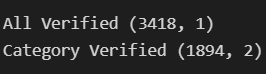 All Verified (3418, 1)
Category Verified (1894, 2)